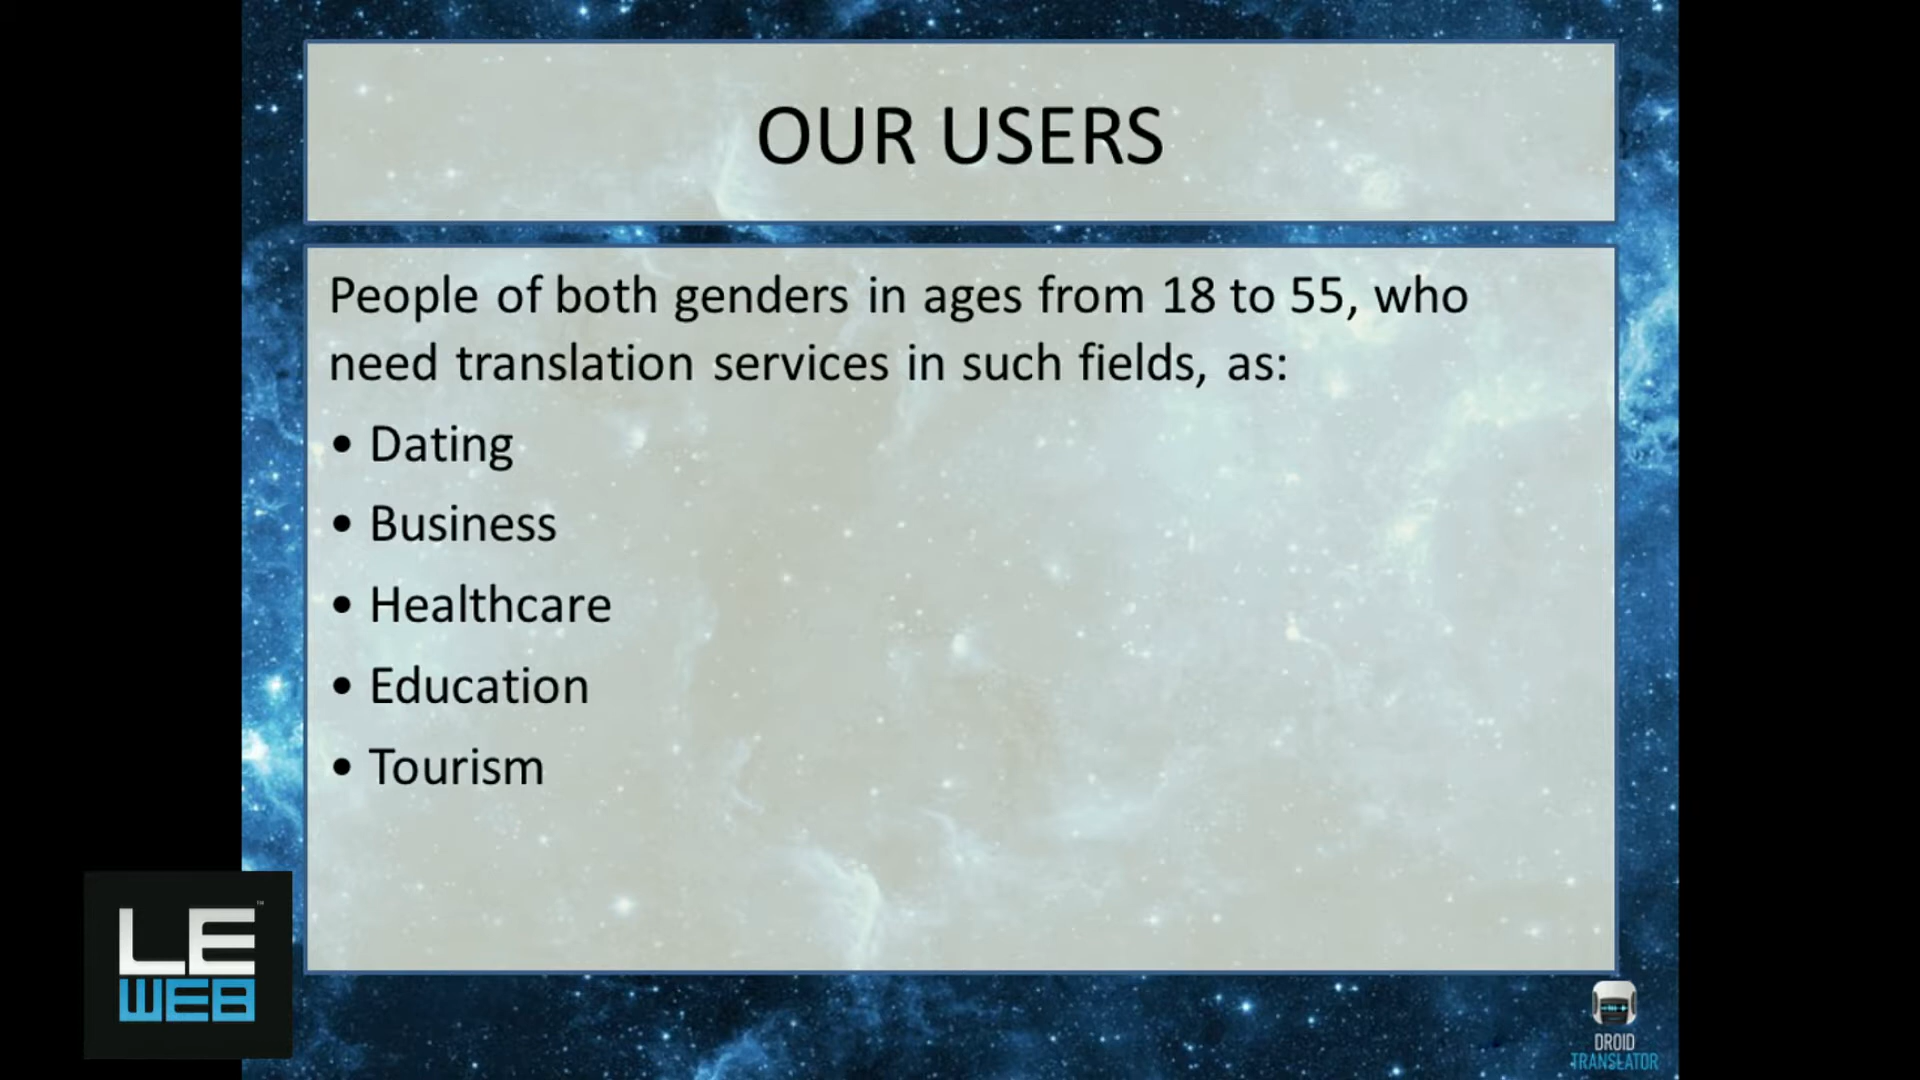 OUR USERS
People of both genders in ages from 18 to 55, who
need translation services in such fields, as:
• Dating
• Business
• Healthcare
• Education
• Tourism
LE™
WEB
DROID
TRANSLATOR